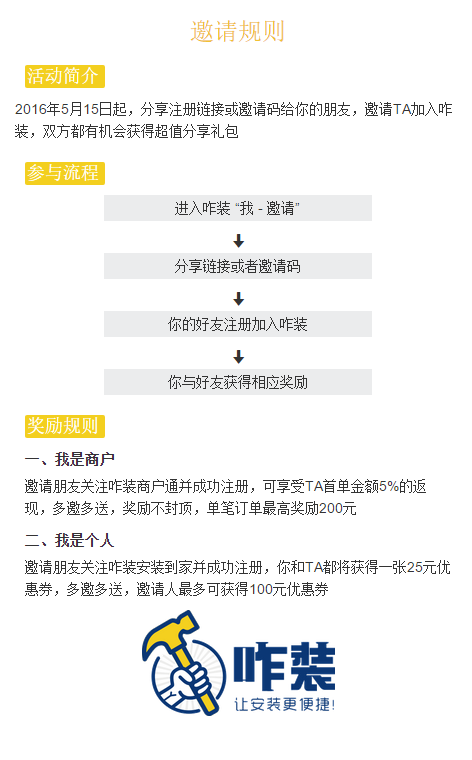 邀请规则
活动简介
2016年5月15日起，分享注册链接或邀请码给你的朋友，邀请TA加入咋
装，双方都有机会获得超值分享礼包
参与流程
进入咋装 “我 - 邀请”
分享链接或者邀请码
你的好友注册加入咋装
你与好友获得相应奖励
奖励规则
一、我是商户
邀请朋友关注咋装商户通并成功注册，可享受TA首单金额5%的返
现，多邀多送，奖励不封顶，单笔订单最高奖励200元
二、我是个人
邀请朋友关注咋装安装到家并成功注册，你和TA都将获得一张25元优
惠券，多邀多送，邀请人最多可获得100元优惠券
咋装
让安装更便捷!